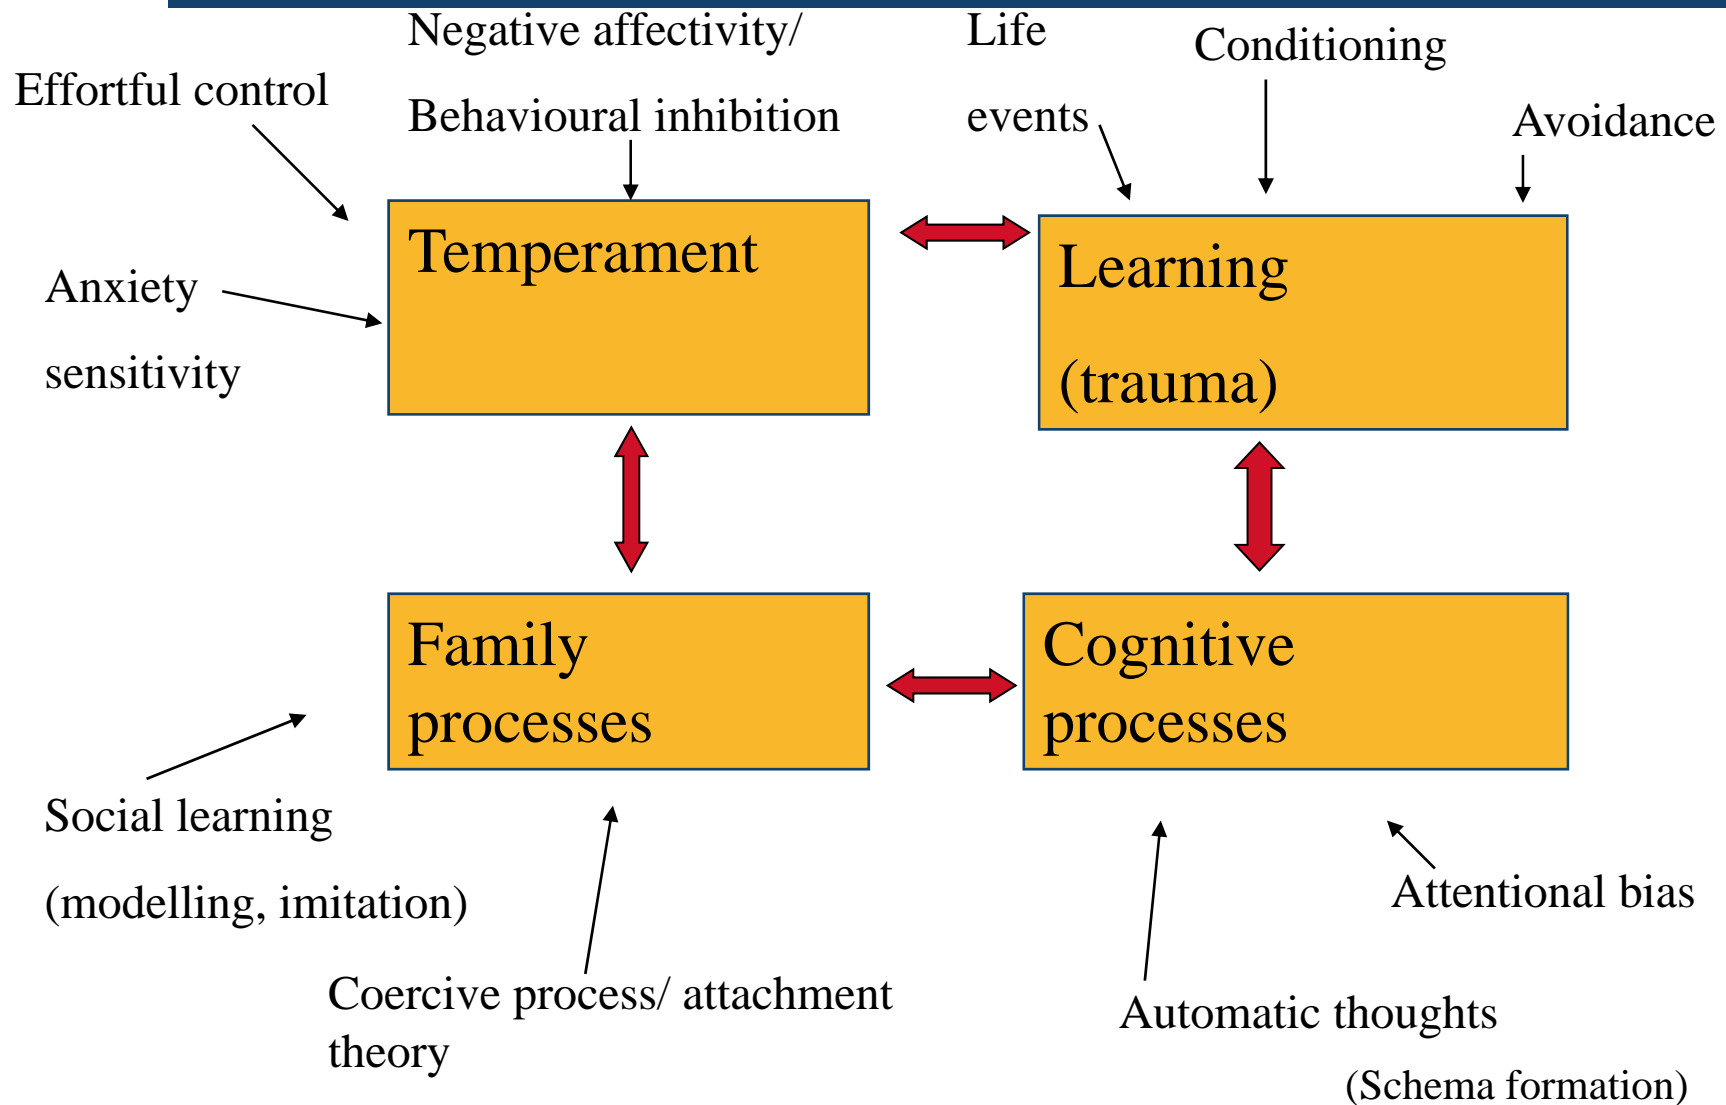 Negative affectivity/
Behavioural inhibition
Life
events
Conditioning
Effortful control
Avoidance
Temperament
Learning
(trauma)
Anxiety
sensitivity
Family
processes
Cognitive
processes
Social learning
(modelling, imitation)
Attentional bias
Coercive process/ attachment
theory
Automatic thoughts
(Schema formation)